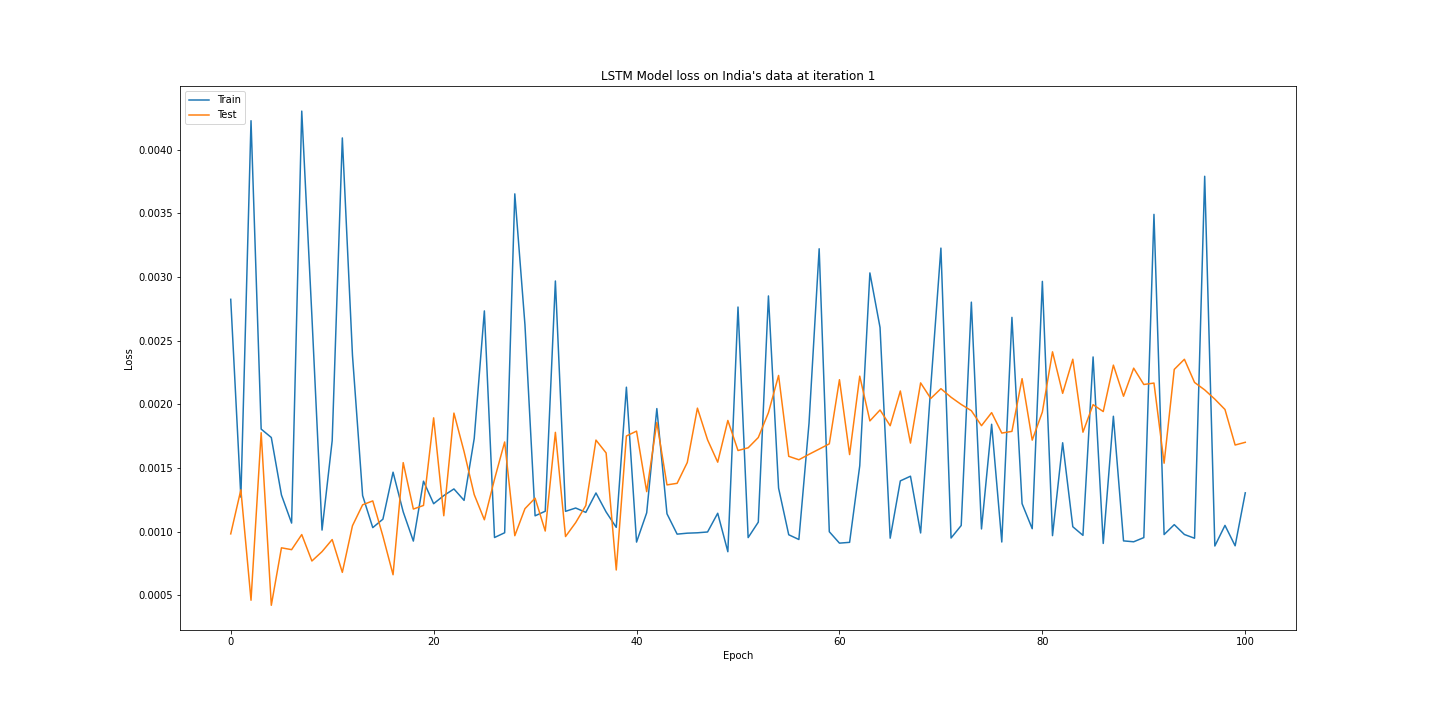 LSTM Model loss on India's data at iteration 1
Train
Test
0.0040
0.0035
0.0030
0.0025
0.0020
0.0015
0.0010
0.0005
Loss
0 20 40 60 80 100
Epoch